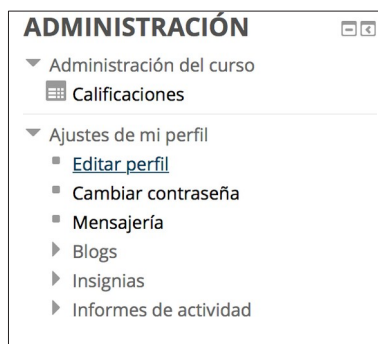 ADMINISTRACIÓN
Administración del curso
Calificaciones
Ajustes de mi perfil
Editar perfil
Cambiar contraseña
Mensajería
Blogs
Insignias
Informes de actividad